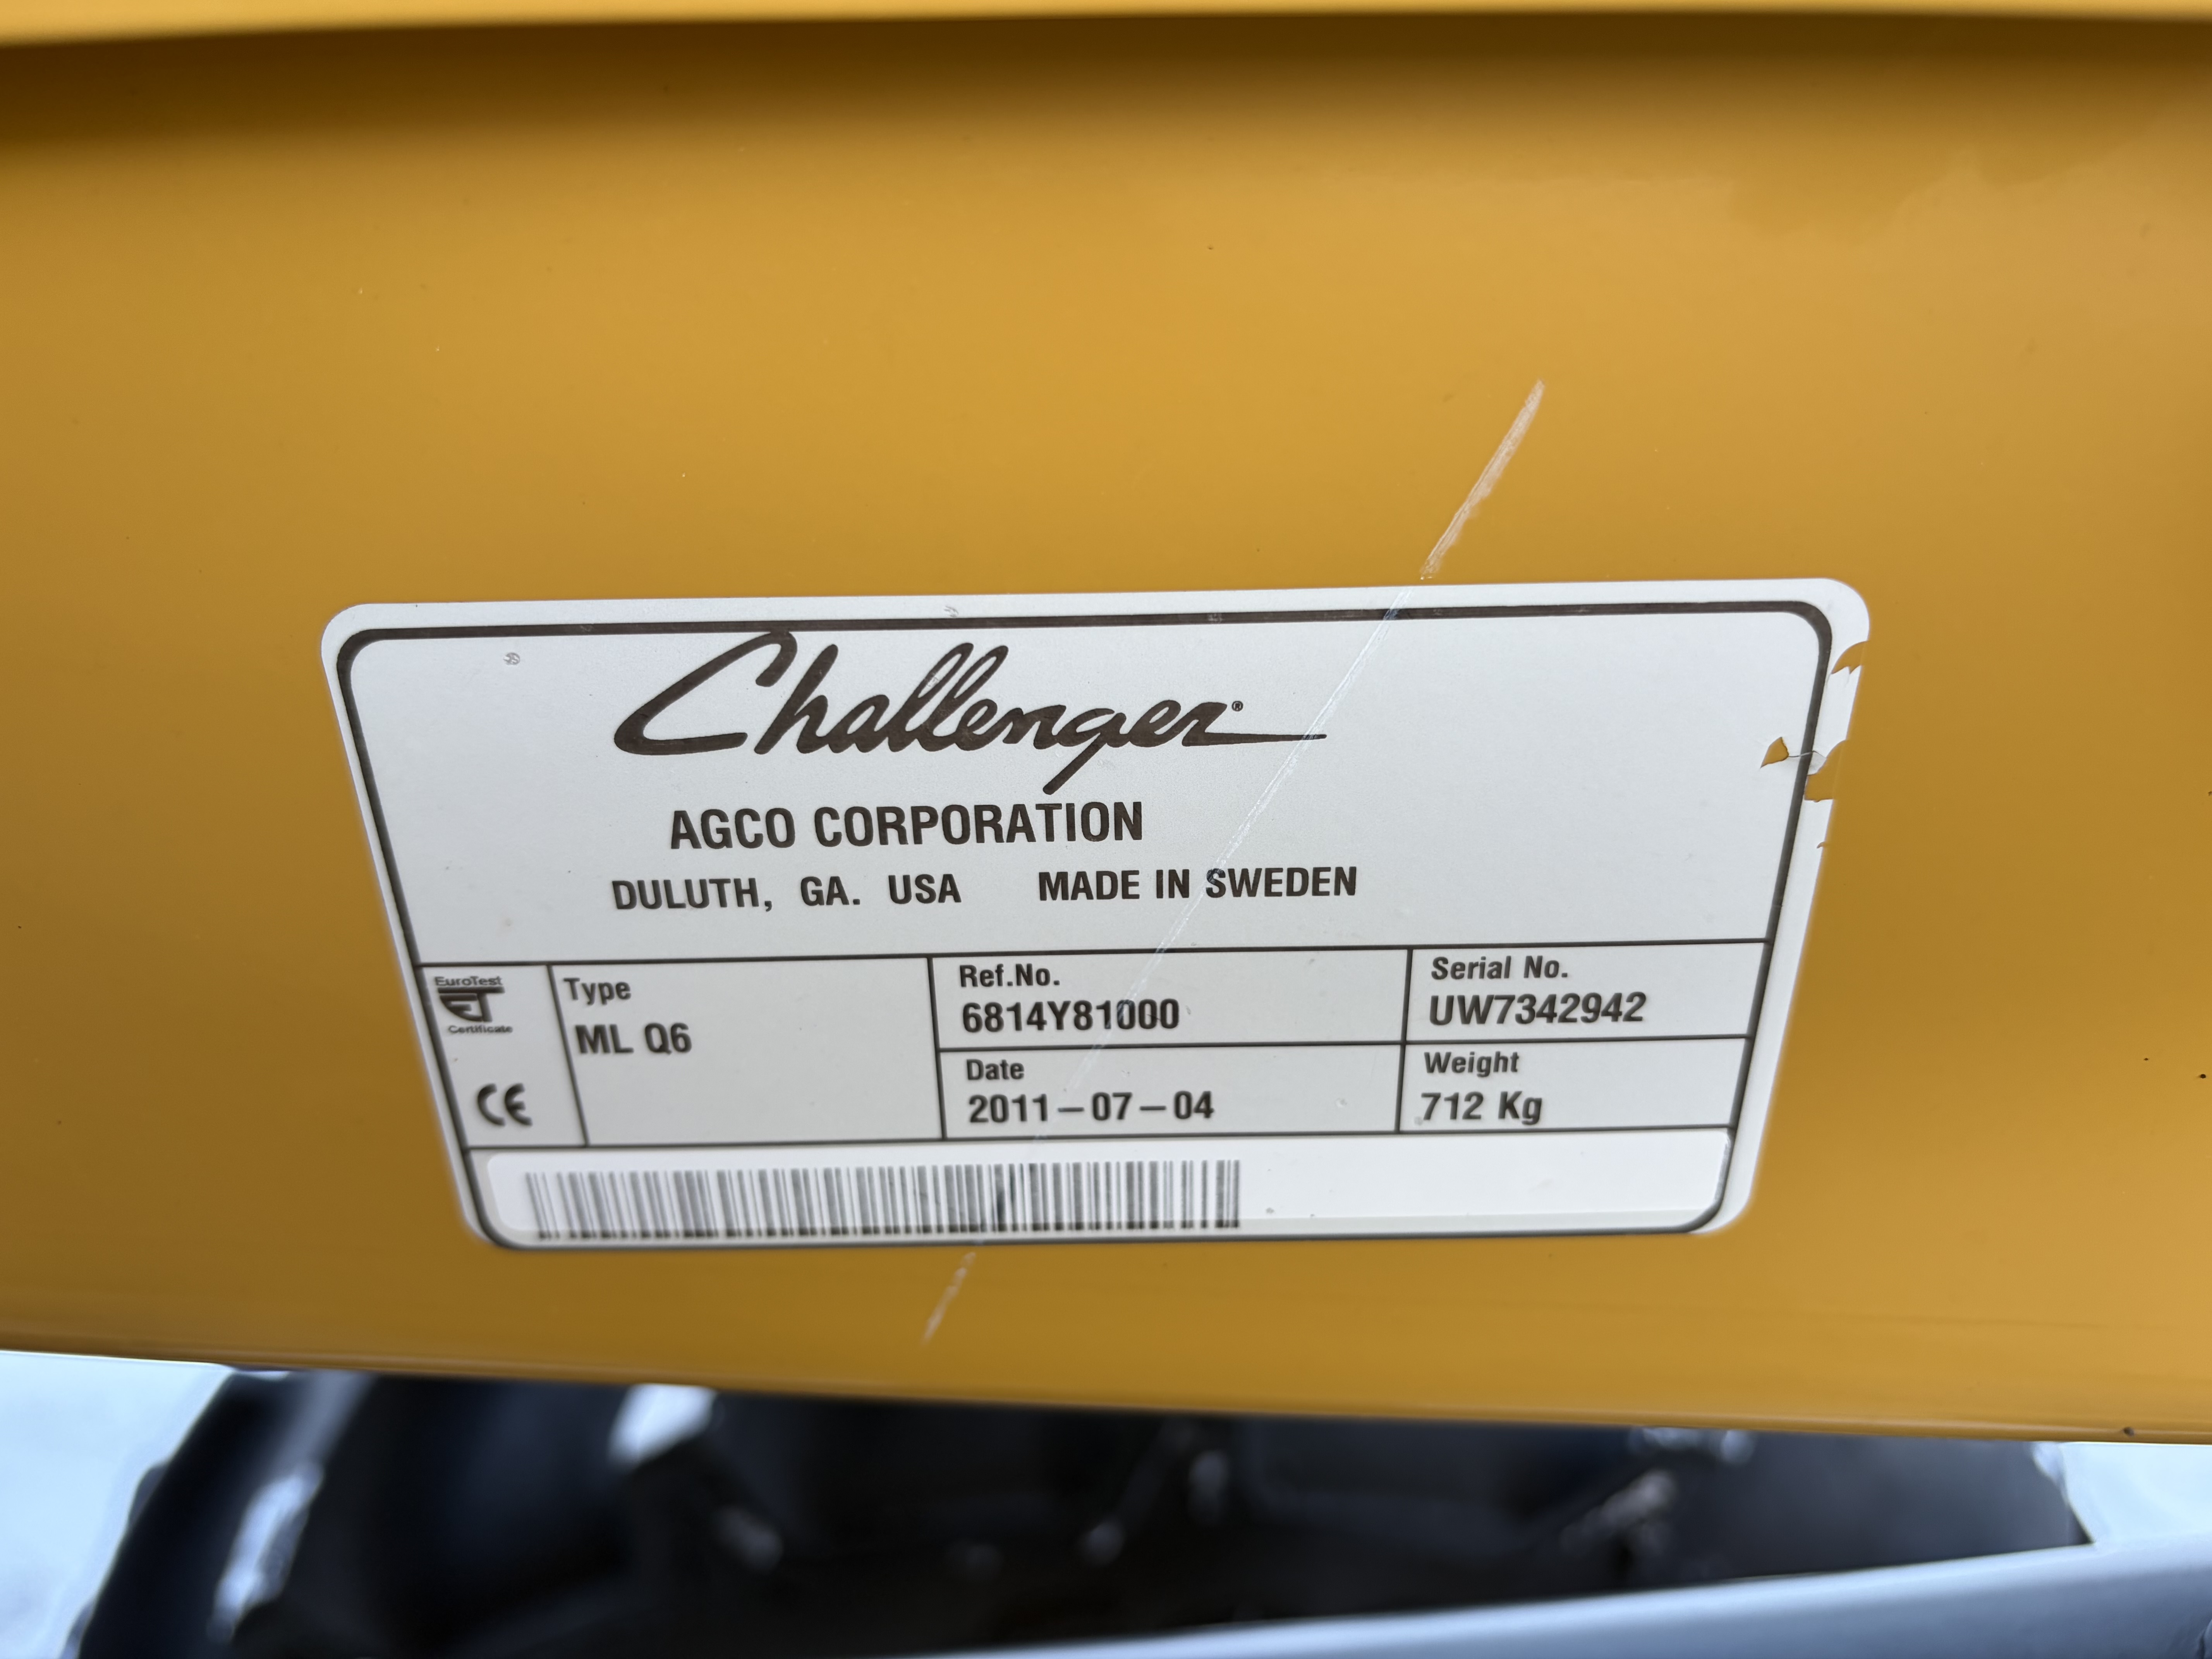 Challenger®
AGCO CORPORATION
DULUTH, GA. USA MADE IN SWEDEN
EuroTest
ET
Certificate
CE
Type
ML Q6
Ref.No.
6814Y81000
Serial No.
UW7342942
Date
2011-07-04
Weight
712 Kg